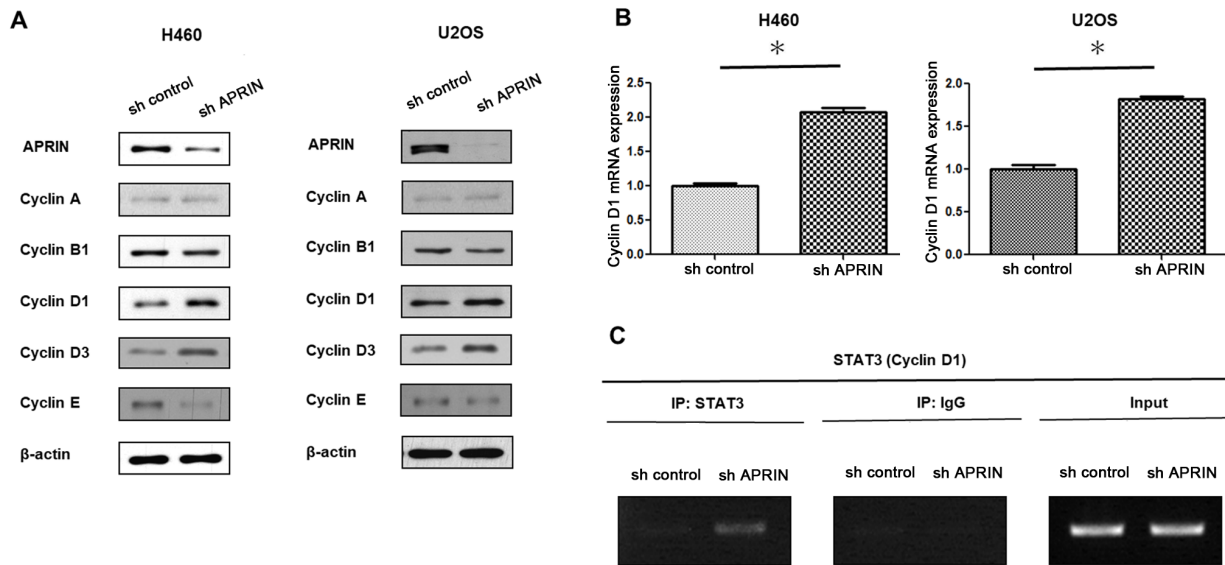 A
H460
sh control
sh APRIN
APRIN
Cyclin A
Cyclin B1
Cyclin D1
Cyclin D3
Cyclin E
β-actin
U2OS
sh control
sh APRIN
APRIN
Cyclin A
Cyclin B1
Cyclin D1
Cyclin D3
Cyclin E
β-actin
B
H460
*
Cyclin D1 mRNA expression
2.5
2.0
1.5
1.0
0.5
0.0
sh control
sh APRIN
U2OS
*
Cyclin D1 mRNA expression
2.0
1.5
1.0
0.5
0.0
sh control
sh APRIN
C
STAT3 (Cyclin D1)
IP: STAT3
IP: IgG
Input
sh control
sh APRIN
sh control
sh APRIN
sh control
sh APRIN